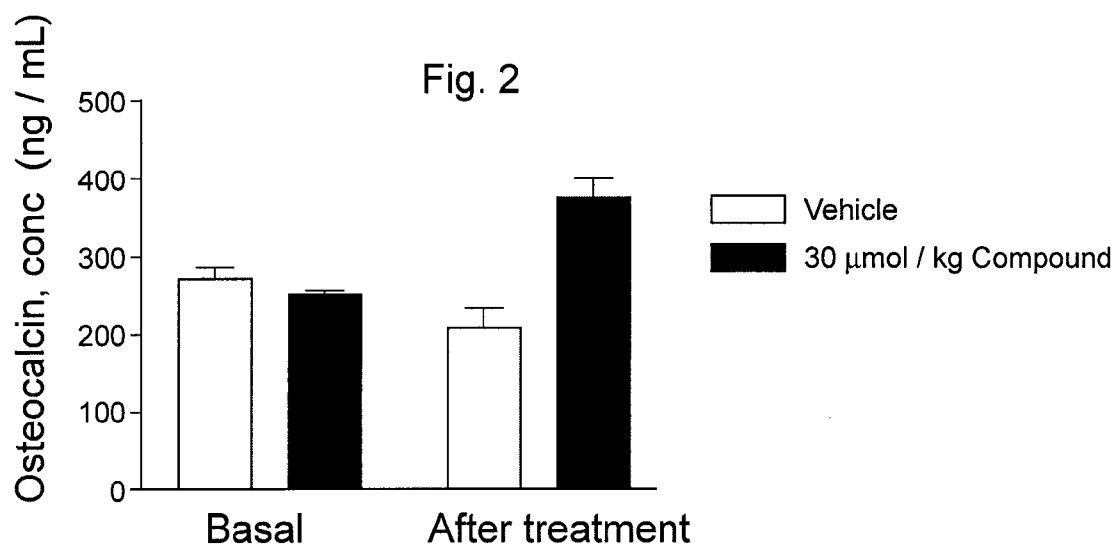 Fig. 2
Osteocalcin, conc (ng / mL)
500
400
300
200
100
0
Basal
After treatment
Vehicle
30 μmol / kg Compound